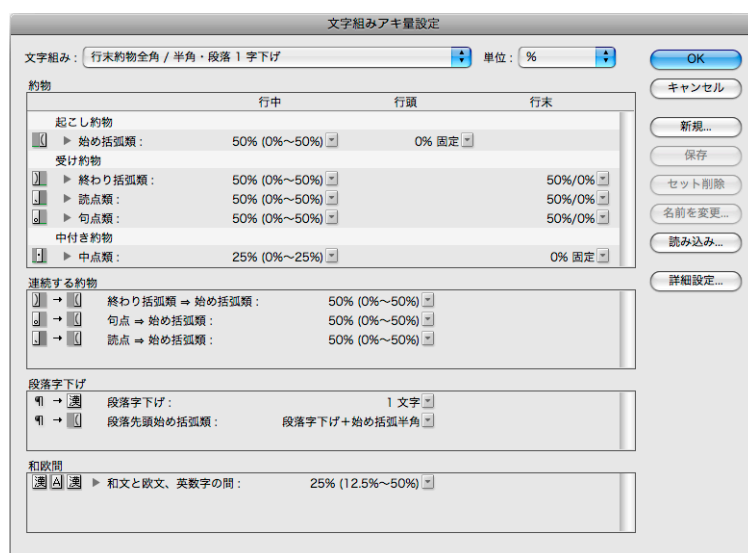 文字組みアキ量設定
文字組み： 行末約物全角 / 半角・段落 1 字下げ 単位： % OK
キャンセル
約物
行中 行頭 行末
起こし約物
始め括弧類： 50% (0%～50%) 0% 固定
新規...
受け約物
保存
終わり括弧類： 50% (0%～50%) 50%/0%
セット削除
読点類： 50% (0%～50%) 50%/0%
句点類： 50% (0%～50%) 50%/0%
名前を変更...
中付き約物
読み込み...
中点類： 25% (0%～25%) 0% 固定
詳細設定...
連続する約物
終わり括弧類 ⇒ 始め括弧類： 50% (0%～50%)
句点 ⇒ 始め括弧類： 50% (0%～50%)
読点 ⇒ 始め括弧類： 50% (0%～50%)
段落字下げ
¶ → 漢 段落字下げ： 1 文字
¶ → ( 段落先頭始め括弧類： 段落字下げ＋始め括弧半角
和欧間
漢 A 漢 和文と欧文、英数字の間： 25% (12.5%～50%)